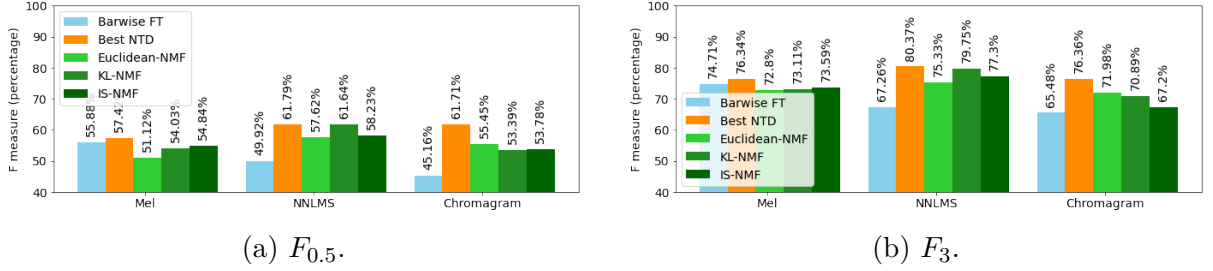 F measure (percentage)
100
90
80
70
60
50
40
Barwise FT
Best NTD
Euclidean-NMF
KL-NMF
IS-NMF
55.88%
57.42%
51.12%
54.03%
54.84%
49.92%
61.79%
57.62%
61.64%
58.23%
45.16%
61.71%
55.45%
53.39%
53.78%
Mel NNLMS Chromagram
(a) F0.5.
F measure (percentage)
100
90
80
70
60
50
40
74.71%
76.34%
72.8%
73.11%
73.59%
67.26%
80.37%
75.33%
79.75%
77.3%
65.48%
76.36%
71.98%
70.89%
67.2%
Barwise FT
Best NTD
Euclidean-NMF
KL-NMF
IS-NMF
Mel NNLMS Chromagram
(b) F3.